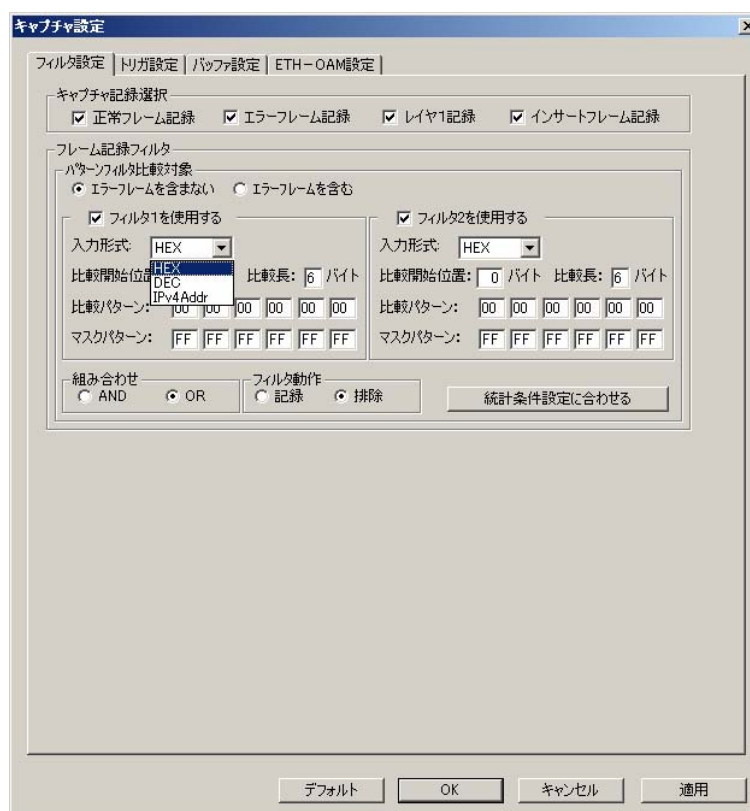 キャプチャ設定
フィルタ設定 トリガ設定 バッファ設定 ETH-OAM設定
キャプチャ記録選択
正常フレーム記録 エラーフレーム記録 レイヤ1記録 インサートフレーム記録
フレーム記録フィルタ
パターンフィルタ比較対象
エラーフレームを含まない エラーフレームを含む
フィルタ1を使用する
入力形式: HEX
HEX
DEC
IPv4Addr
比較開始位置 比較長: 6 バイト
比較パターン: 00 00 00 00 00 00
マスクパターン: FF FF FF FF FF FF
フィルタ2を使用する
入力形式: HEX
比較開始位置: 0 バイト 比較長: 6 バイト
比較パターン: 00 00 00 00 00 00
マスクパターン: FF FF FF FF FF FF
組み合わせ
AND OR
フィルタ動作
記録 排除
統計条件設定に合わせる
デフォルト OK キャンセル 適用